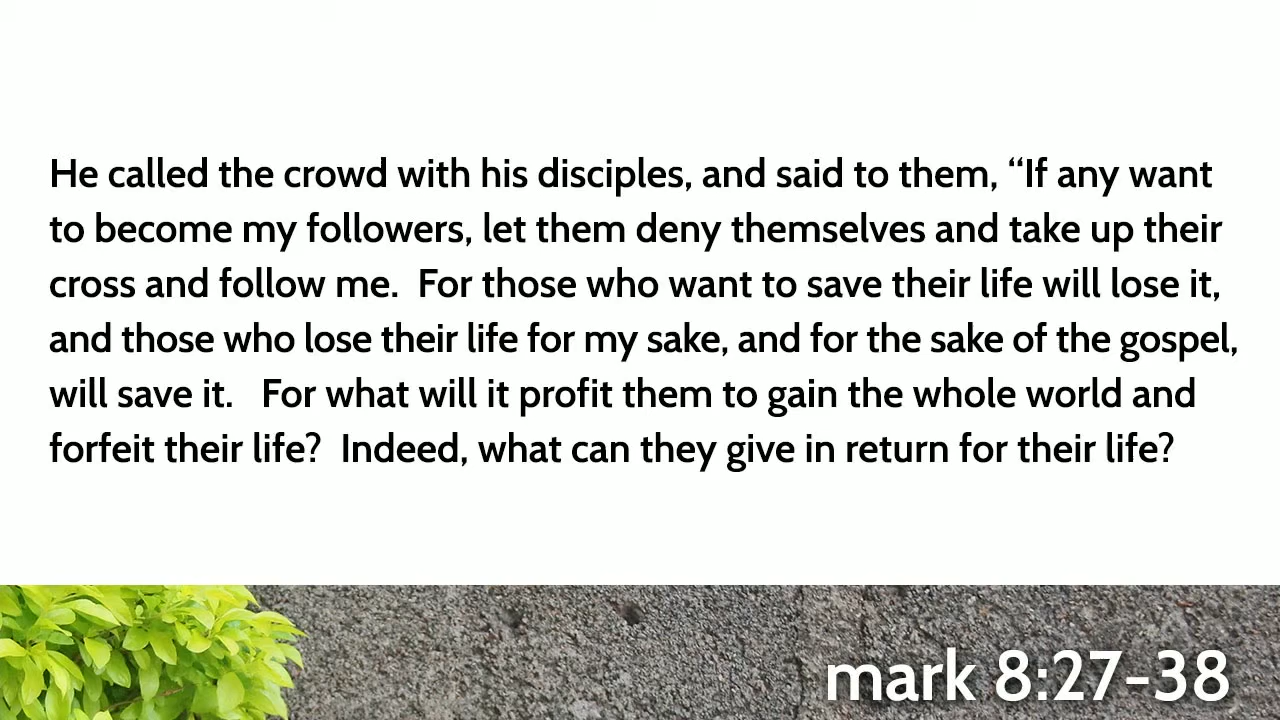 He called the crowd with his disciples, and said to them, “If any want
to become my followers, let them deny themselves and take up their
cross and follow me.  For those who want to save their life will lose it,
and those who lose their life for my sake, and for the sake of the gospel,
will save it.   For what will it profit them to gain the whole world and
forfeit their life?  Indeed, what can they give in return for their life?
mark 8:27-38